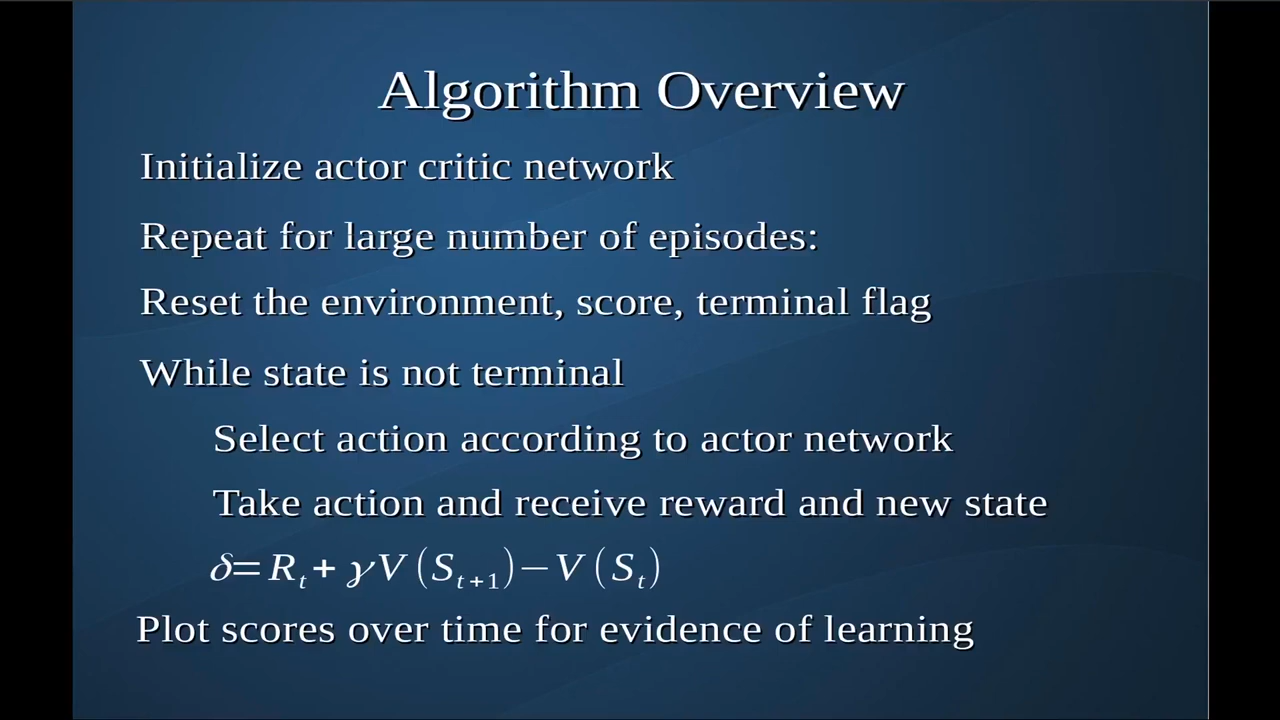 Algorithm Overview
Initialize actor critic network
Repeat for large number of episodes:
Reset the environment, score, terminal flag
While state is not terminal
Select action according to actor network
Take action and receive reward and new state
δ=Rₜ+γV(Sₜ₊₁)−V(Sₜ)
Plot scores over time for evidence of learning